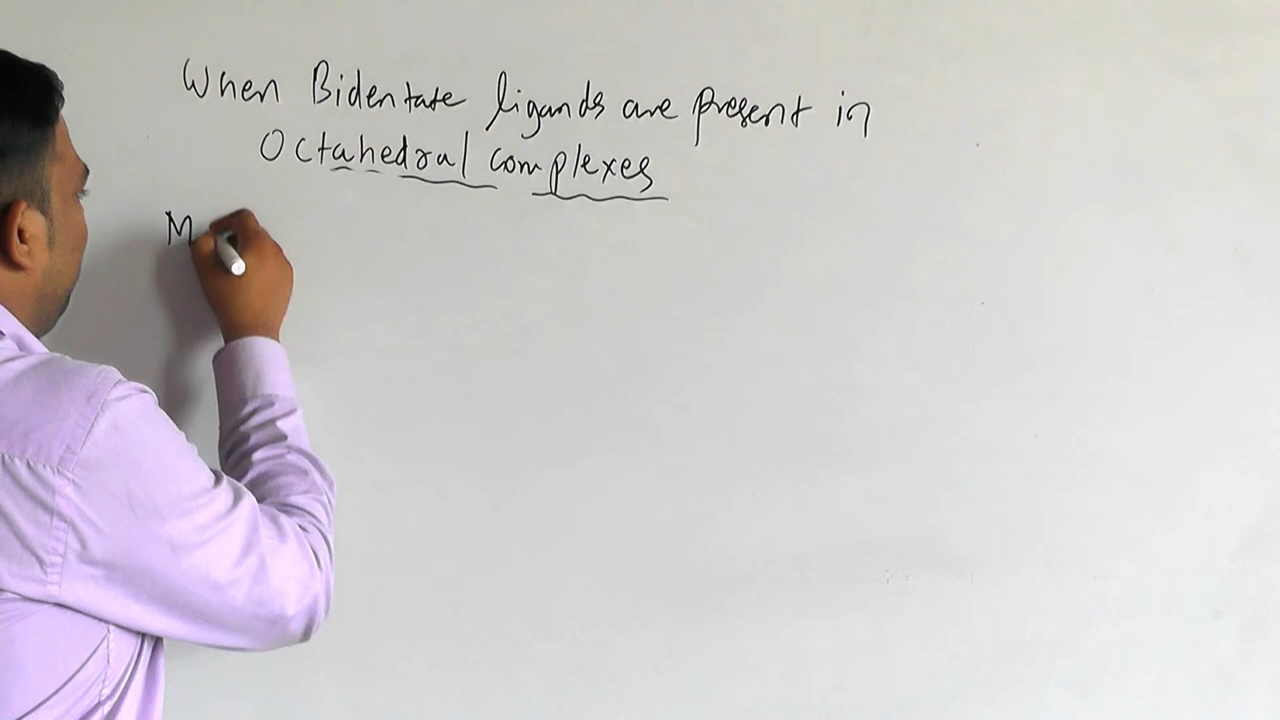 When Bidentate ligands are present in
Octahedral complexes
M